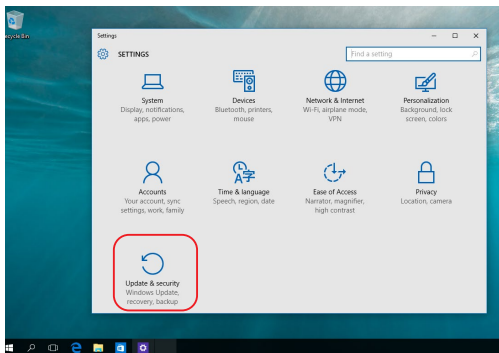 Recycle Bin
Settings
SETTINGS
Find a setting
System
Display, notifications,
apps, power
Devices
Bluetooth, printers,
mouse
Network & Internet
Wi-Fi, airplane mode,
VPN
Personalization
Background, lock
screen, colors
Accounts
Your account, sync
settings, work, family
Time & language
Speech, region, date
Ease of Access
Narrator, magnifier,
high contrast
Privacy
Location, camera
Update & security
Windows Update,
recovery, backup